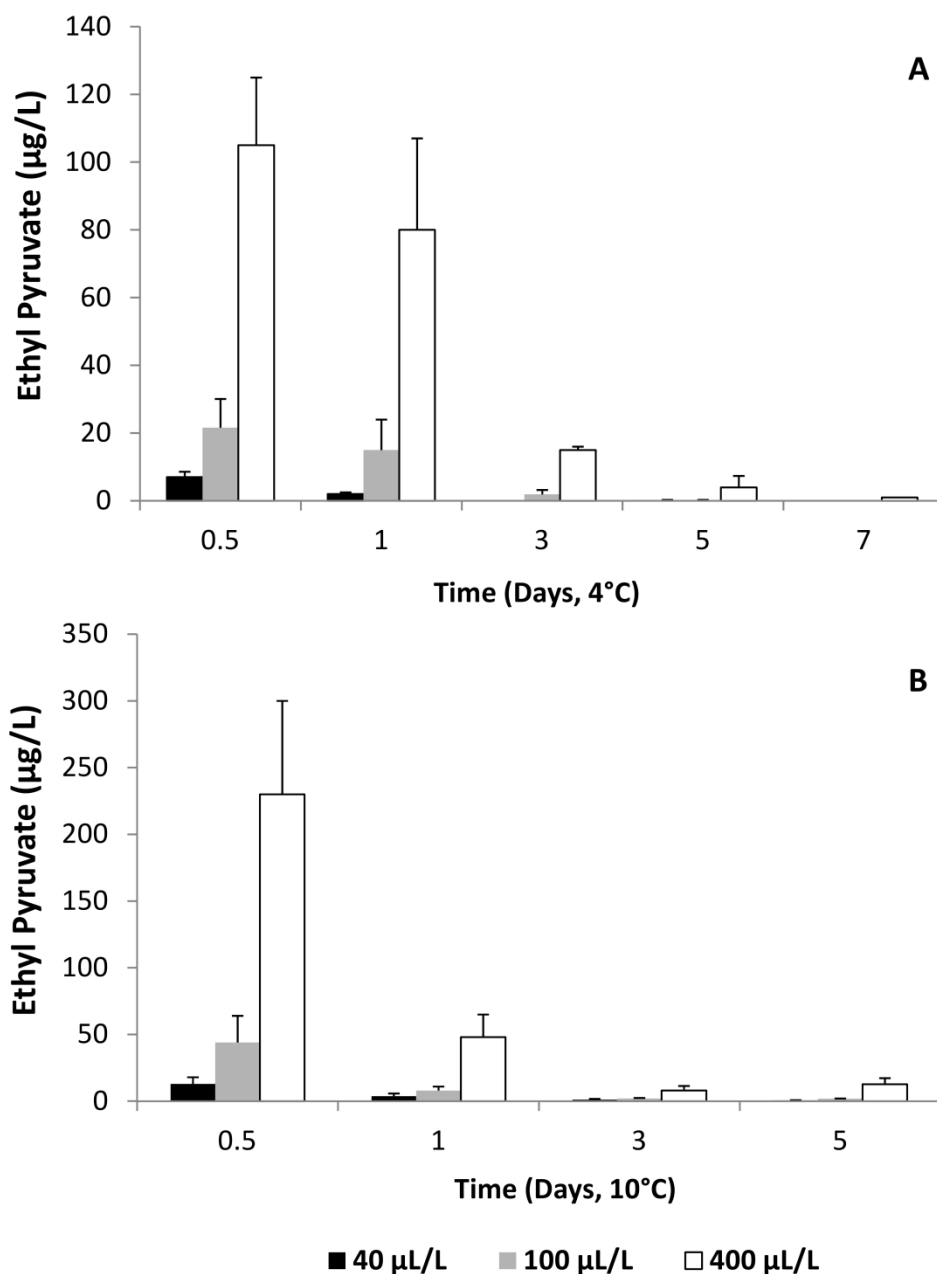 140
A
120
100
80
60
40
20
0
Ethyl Pyruvate (µg/L)
0.5 1 3 5 7
Time (Days, 4°C)
350
B
300
250
200
150
100
50
0
Ethyl Pyruvate (µg/L)
0.5 1 3 5
Time (Days, 10°C)
40 µL/L 100 µL/L 400 µL/L